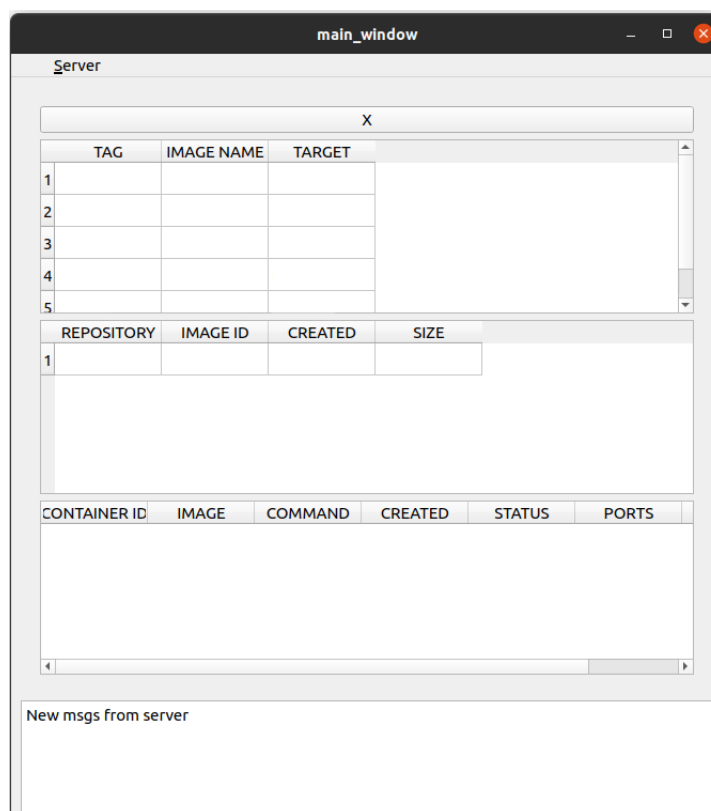 main_window
Server
X
TAG IMAGE NAME TARGET
1
2
3
4
5
REPOSITORY IMAGE ID CREATED SIZE
1
CONTAINER ID IMAGE COMMAND CREATED STATUS PORTS
New msgs from server